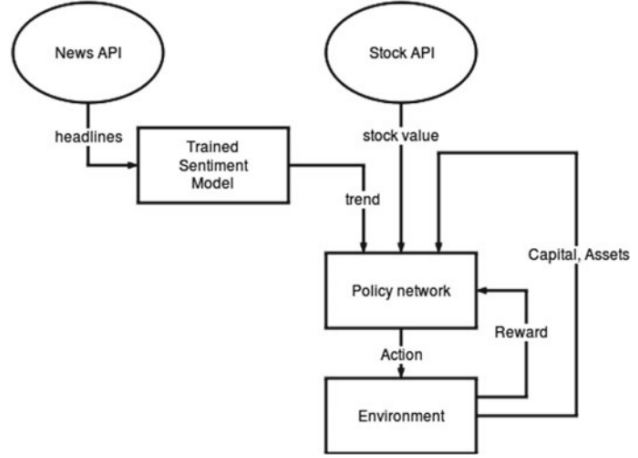 News API
Stock API
headlines
stock value
Trained
Sentiment
Model
trend
Capital, Assets
Policy network
Reward
Action
Environment